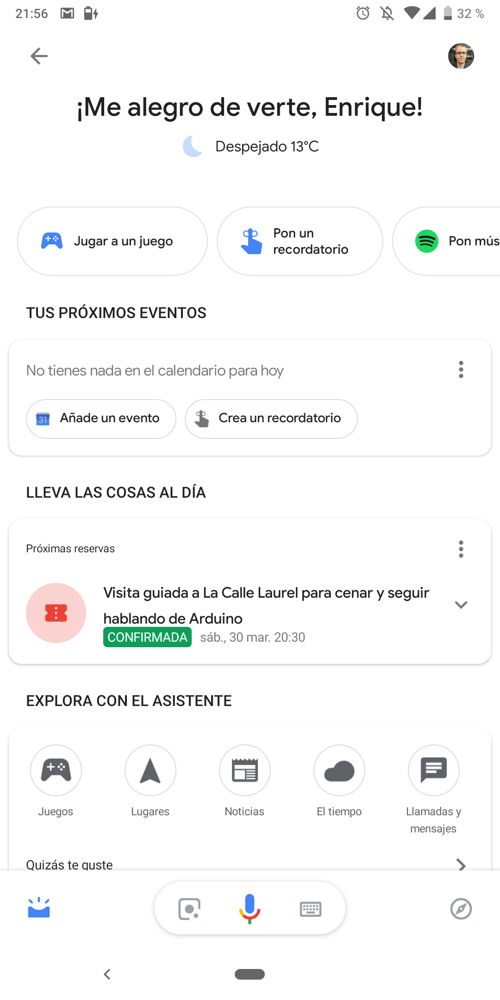 21:56
32 %
¡Me alegro de verte, Enrique!
Despejado 13°C
Jugar a un juego
Pon un
recordatorio
Pon mús
TUS PRÓXIMOS EVENTOS
No tienes nada en el calendario para hoy
31
Añade un evento
Crea un recordatorio
LLEVA LAS COSAS AL DÍA
Próximas reservas
Visita guiada a La Calle Laurel para cenar y seguir
hablando de Arduino
CONFIRMADA sáb., 30 mar. 20:30
EXPLORA CON EL ASISTENTE
Juegos
Lugares
Noticias
El tiempo
Llamadas y
mensajes
Quizás te guste